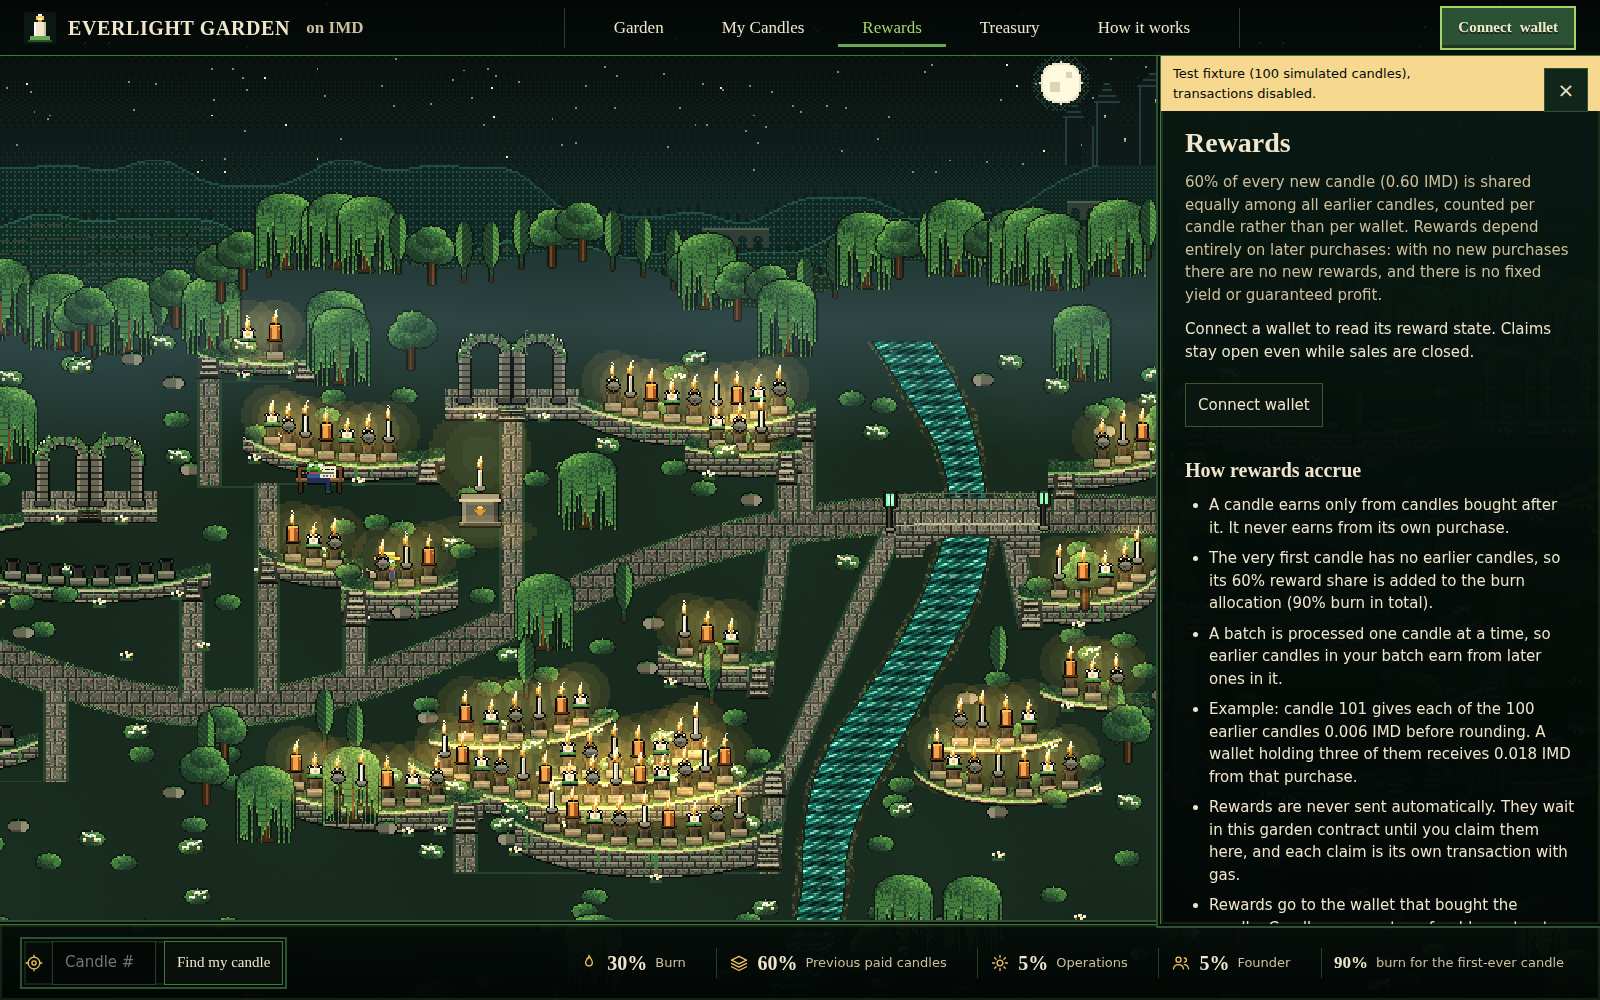 EVERLIGHT GARDEN on IMD
Garden
My Candles
Rewards
Treasury
How it works
Connect wallet
Test fixture (100 simulated candles),
transactions disabled.
Rewards
60% of every new candle (0.60 IMD) is shared
equally among all earlier candles, counted per
candle rather than per wallet. Rewards depend
entirely on later purchases: with no new purchases
there are no new rewards, and there is no fixed
yield or guaranteed profit.
Connect a wallet to read its reward state. Claims
stay open even while sales are closed.
Connect wallet
How rewards accrue
• A candle earns only from candles bought after
it. It never earns from its own purchase.
• The very first candle has no earlier candles, so
its 60% reward share is added to the burn
allocation (90% burn in total).
• A batch is processed one candle at a time, so
earlier candles in your batch earn from later
ones in it.
• Example: candle 101 gives each of the 100
earlier candles 0.006 IMD before rounding. A
wallet holding three of them receives 0.018 IMD
from that purchase.
• Rewards are never sent automatically. They wait
in this garden contract until you claim them
here, and each claim is its own transaction with
gas.
• Rewards go to the wallet that bought the
Candle #
Find my candle
30% Burn
60% Previous paid candles
5% Operations
5% Founder
90% burn for the first-ever candle